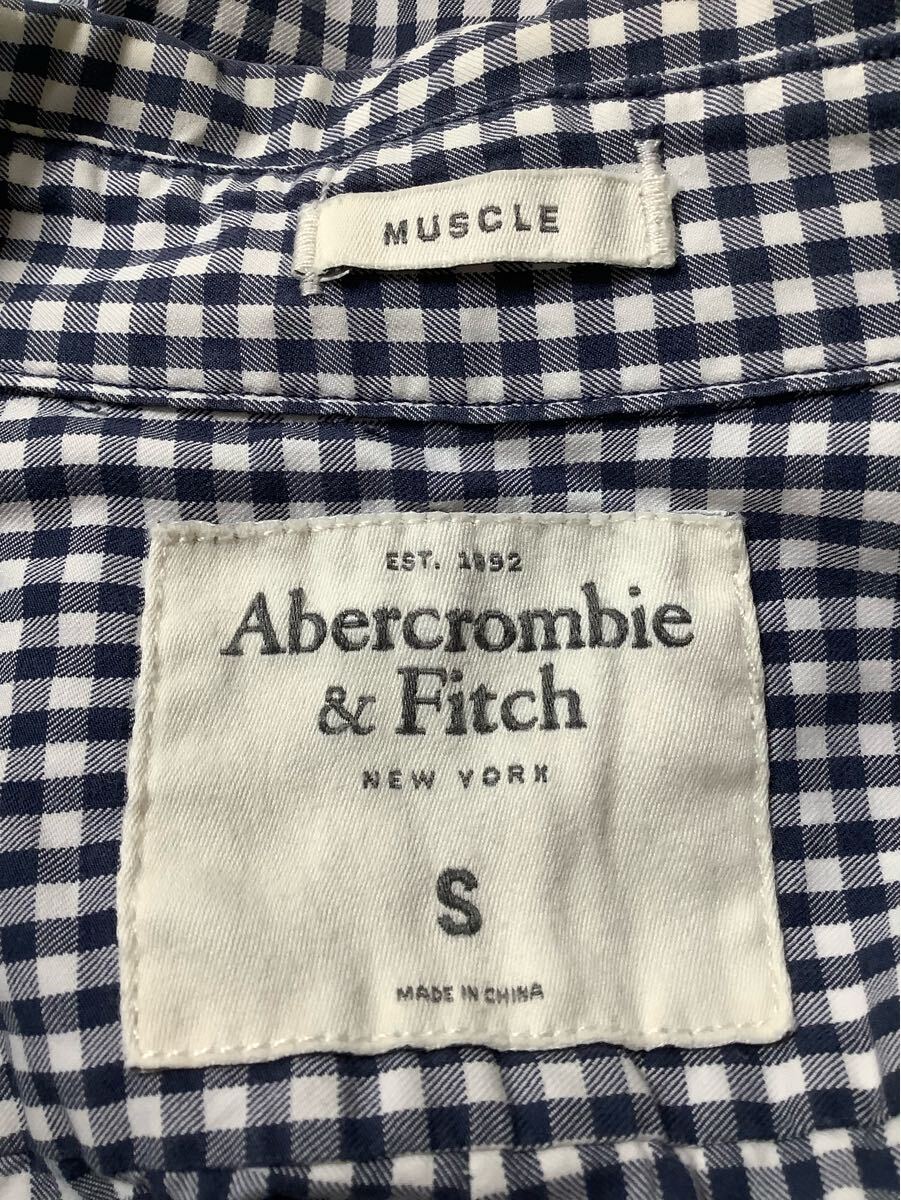 MUSCLE
EST. 1892
Abercrombie
& Fitch
NEW YORK
S
MADE IN CHINA